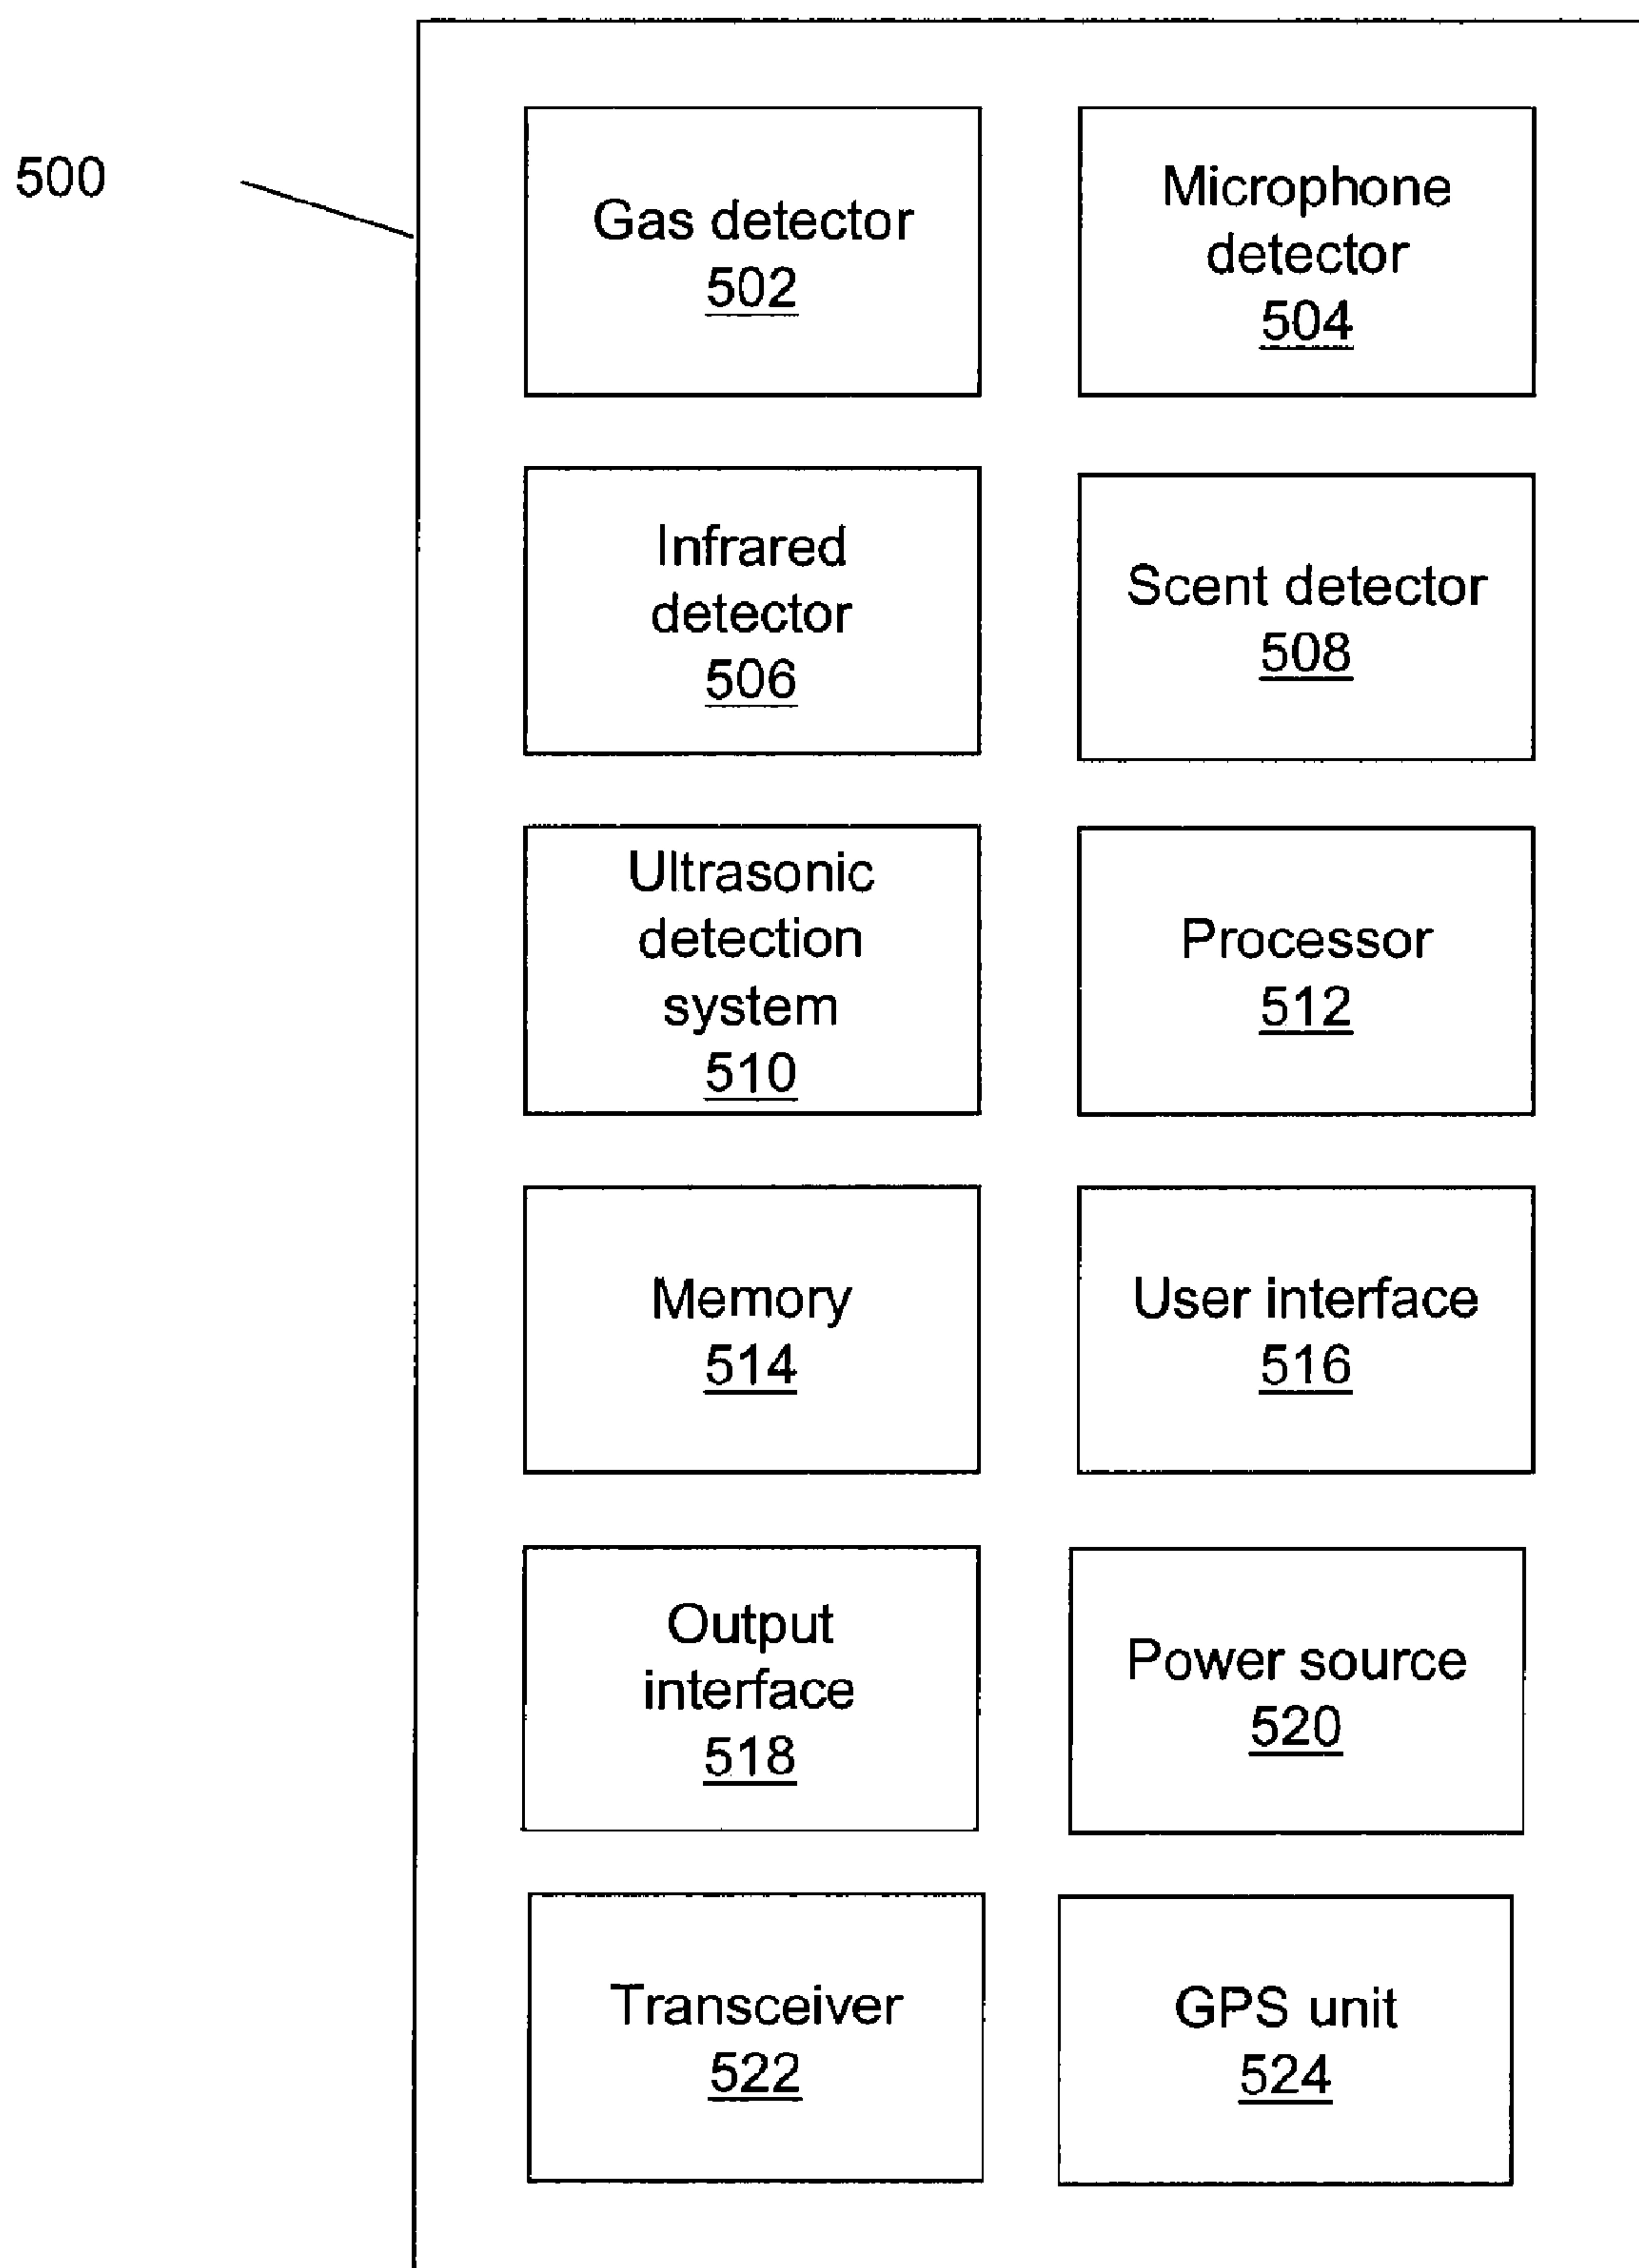 500
Gas detector
502
Microphone
detector
504
Infrared
detector
506
Scent detector
508
Ultrasonic
detection
system
510
Processor
512
Memory
514
User interface
516
Output
interface
518
Power source
520
Transceiver
522
GPS unit
524